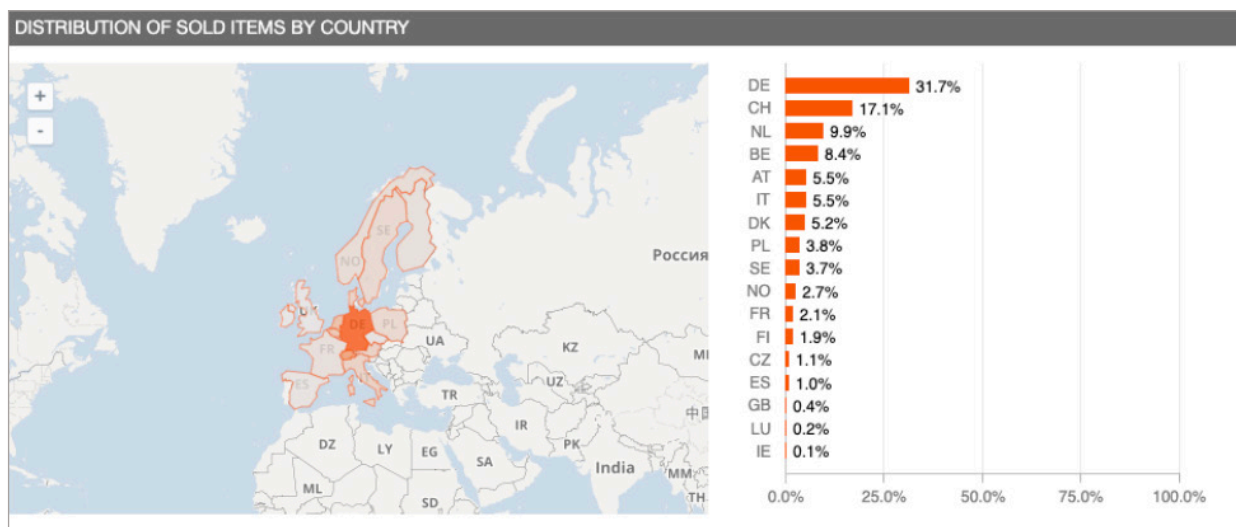 DISTRIBUTION OF SOLD ITEMS BY COUNTRY
+
-
SE
NO
Россия
UK
DE
PL
FR
UA
KZ
ES
UZ
TR
DZ
LY
EG
IR
PK
SA
India
ML
SD
MM
TH
DE 31.7%
CH 17.1%
NL 9.9%
BE 8.4%
AT 5.5%
IT 5.5%
DK 5.2%
PL 3.8%
SE 3.7%
NO 2.7%
FR 2.1%
FI 1.9%
CZ 1.1%
ES 1.0%
GB 0.4%
LU 0.2%
IE 0.1%
0.0% 25.0% 50.0% 75.0% 100.0%